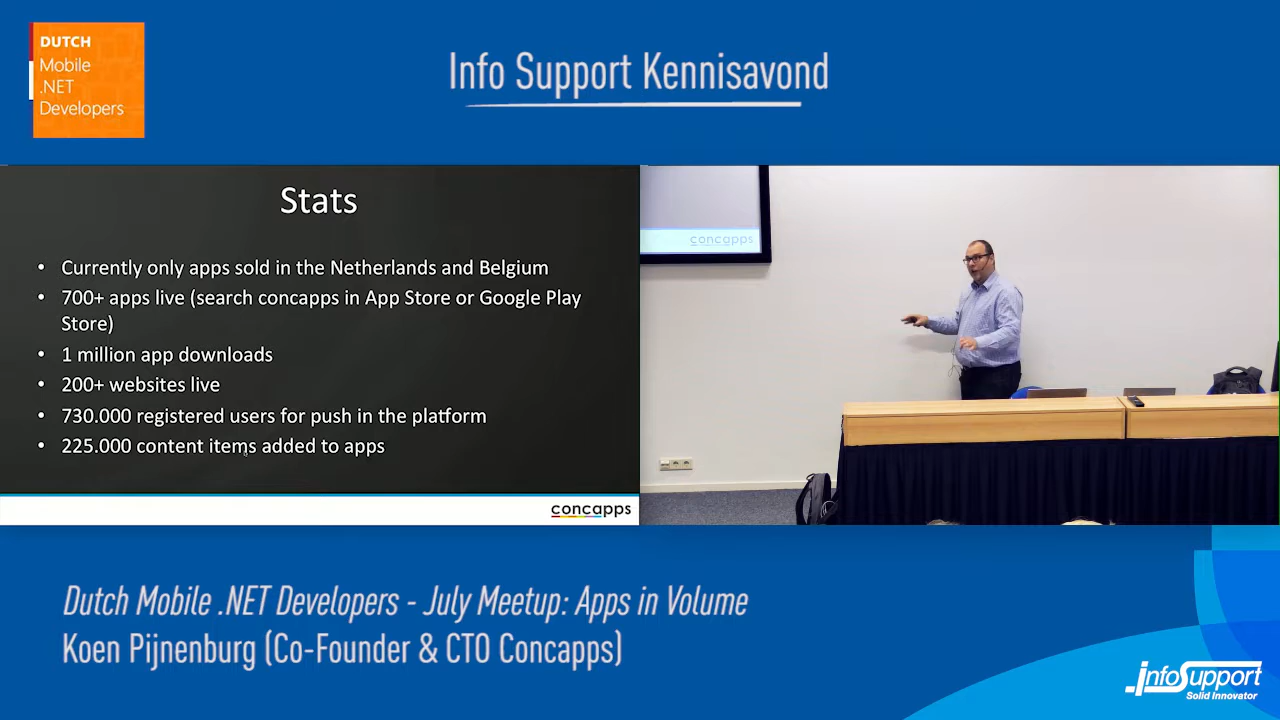 DUTCH
Mobile
.NET
Developers
Info Support Kennisavond
Stats
• Currently only apps sold in the Netherlands and Belgium
• 700+ apps live (search concapps in App Store or Google Play
Store)
• 1 million app downloads
• 200+ websites live
• 730.000 registered users for push in the platform
• 225.000 content items added to apps
concapps
concapps
Dutch Mobile .NET Developers - July Meetup: Apps in Volume
Koen Pijnenburg (Co-Founder & CTO Concapps)
infoSupport
Solid Innovator